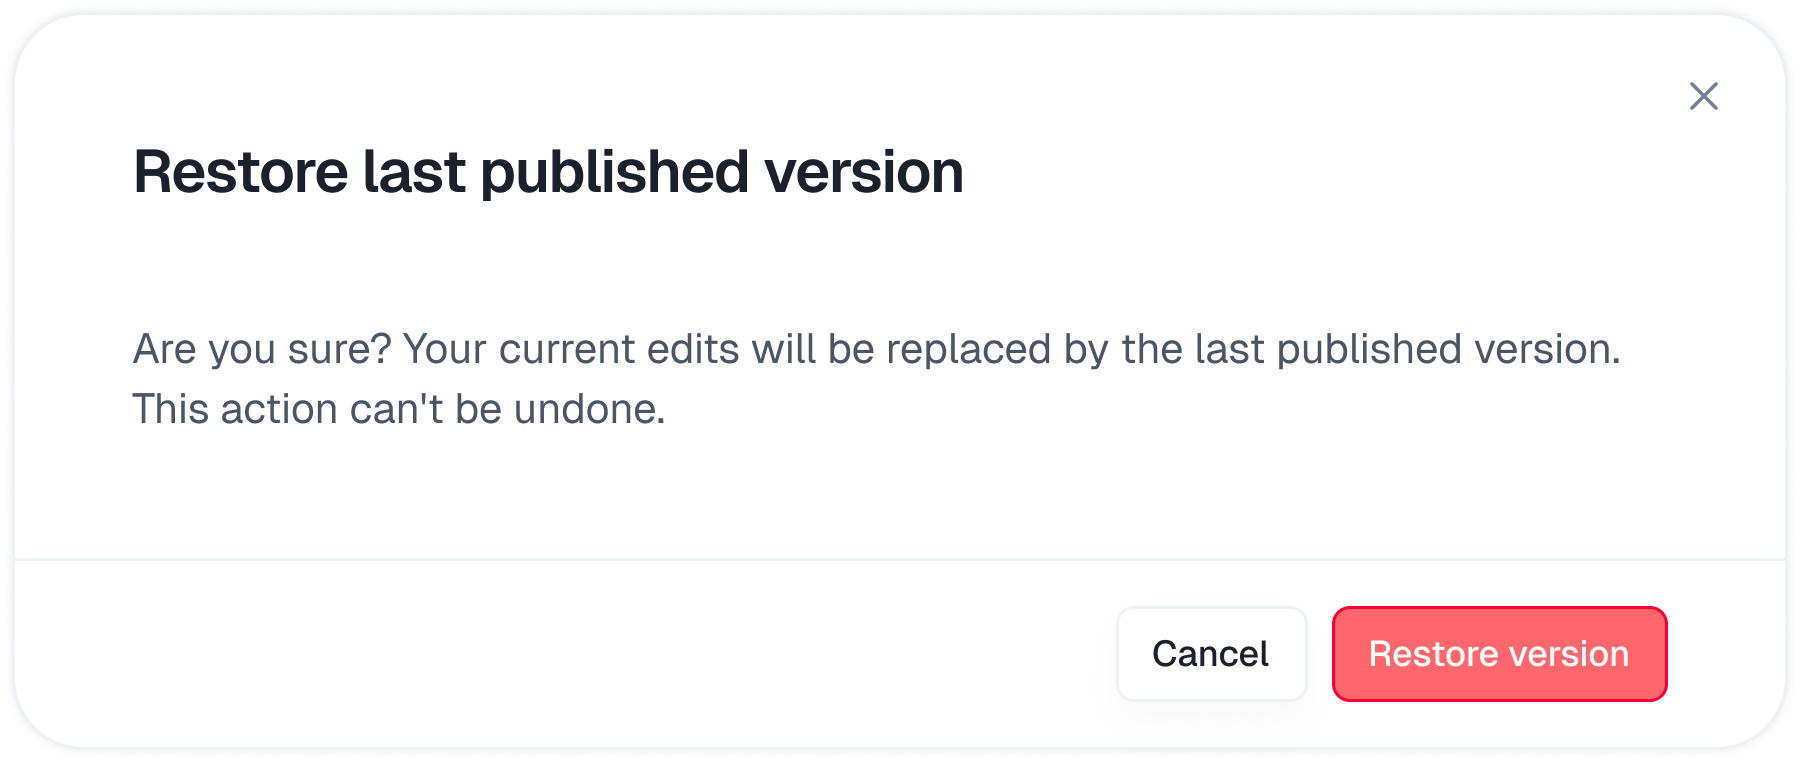 Restore last published version
Are you sure? Your current edits will be replaced by the last published version.
This action can't be undone.
Cancel
Restore version